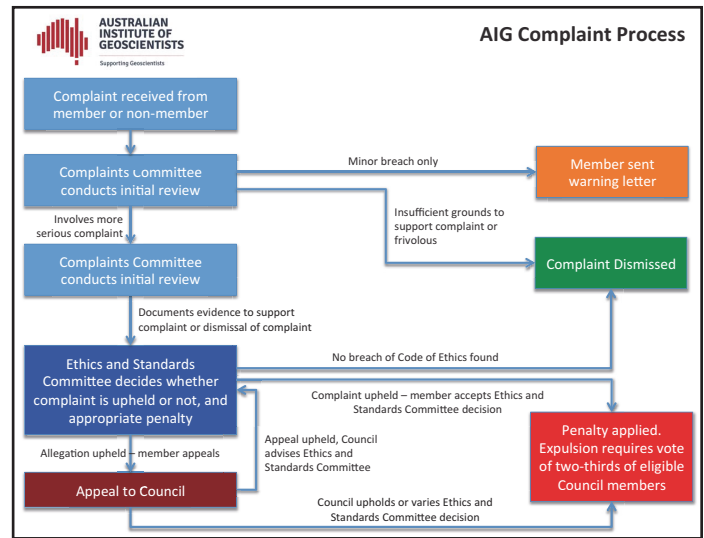 AUSTRALIAN
INSTITUTE OF
GEOSCIENTISTS
Supporting Geoscientists
AIG Complaint Process
Complaint received from
member or non-member
Complaints Committee
conducts initial review
Minor breach only
Member sent
warning letter
Involves more
serious complaint
Insufficient grounds to
support complaint or
frivolous
Complaints Committee
conducts initial review
Complaint Dismissed
Documents evidence to support
complaint or dismissal of complaint
Ethics and Standards
Committee decides whether
complaint is upheld or not, and
appropriate penalty
No breach of Code of Ethics found
Complaint upheld – member accepts Ethics and
Standards Committee decision
Allegation upheld – member appeals
Appeal upheld, Council
advises Ethics and
Standards Committee
Penalty applied.
Expulsion requires vote
of two-thirds of eligible
Council members
Appeal to Council
Council upholds or varies Ethics and
Standards Committee decision